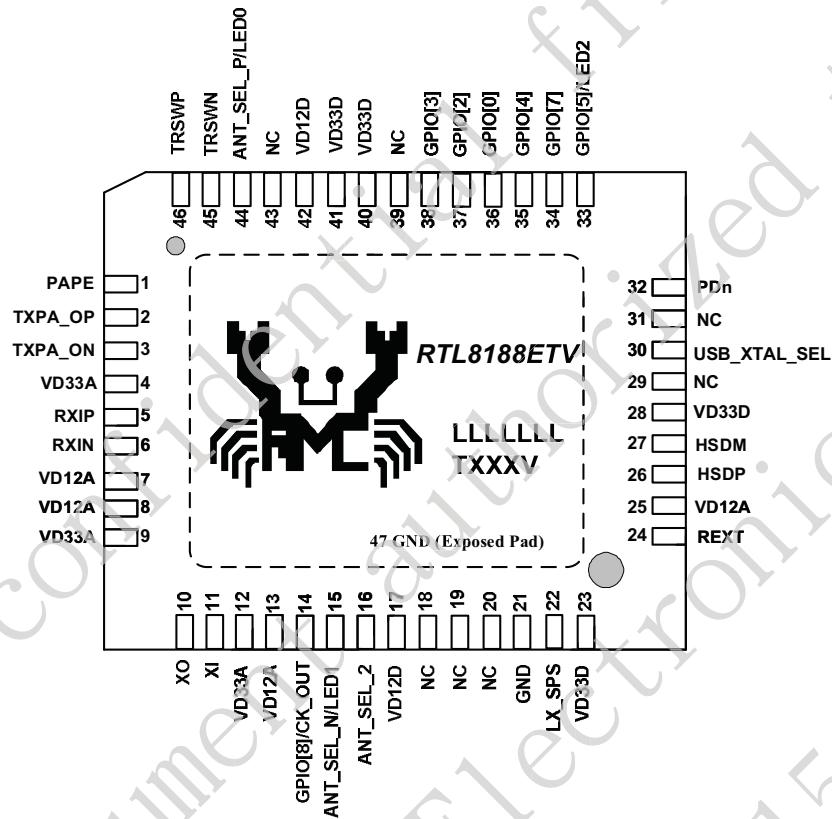 TRSWP
TRSWN
ANT_SEL_P/LED0
NC
VD12D
VD33D
VD33D
NC
GPIO[3]
GPIO[2]
GPIO[0]
GPIO[4]
GPIO[7]
GPIO[5]/LED2
46
45
44
43
42
41
40
39
38
37
36
35
34
33
PAPE 1
TXPA_OP 2
TXPA_ON 3
VD33A 4
RXIP 5
RXIN 6
VD12A 7
VD12A 8
VD33A 9
RTL8188ETV
LLLLLLL
TXXXV
AMC
47 GND (Exposed Pad)
32 PDn
31 NC
30 USB_XTAL_SEL
29 NC
28 VD33D
27 HSDM
26 HSDP
25 VD12A
24 REXT
10
11
12
13
14
15
16
17
18
19
20
21
22
23
XO
XI
VD33A
VD12A
GPIO[8]/CK_OUT
ANT_SEL_N/LED1
ANT_SEL_2
VD12D
NC
NC
NC
GND
LX_SPS
VD33D
confidential
authorized
Electronic
15